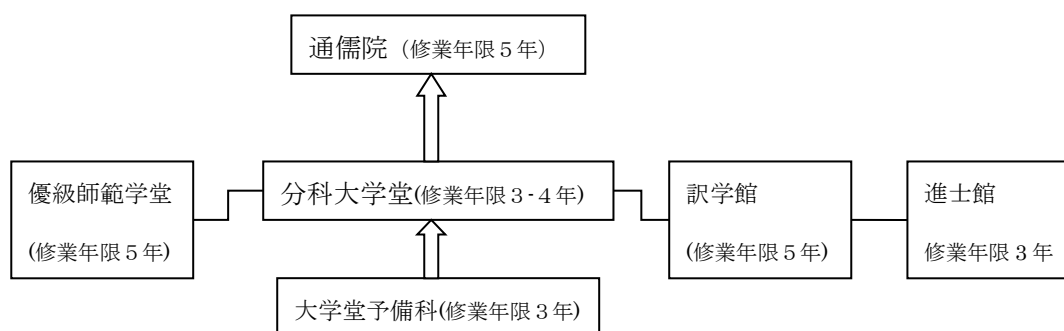 通儒院（修業年限５年）
優級師範学堂
(修業年限５年)
分科大学堂(修業年限３-４年)
訳学館
(修業年限５年)
進士館
修業年限３年
大学堂予備科(修業年限３年)